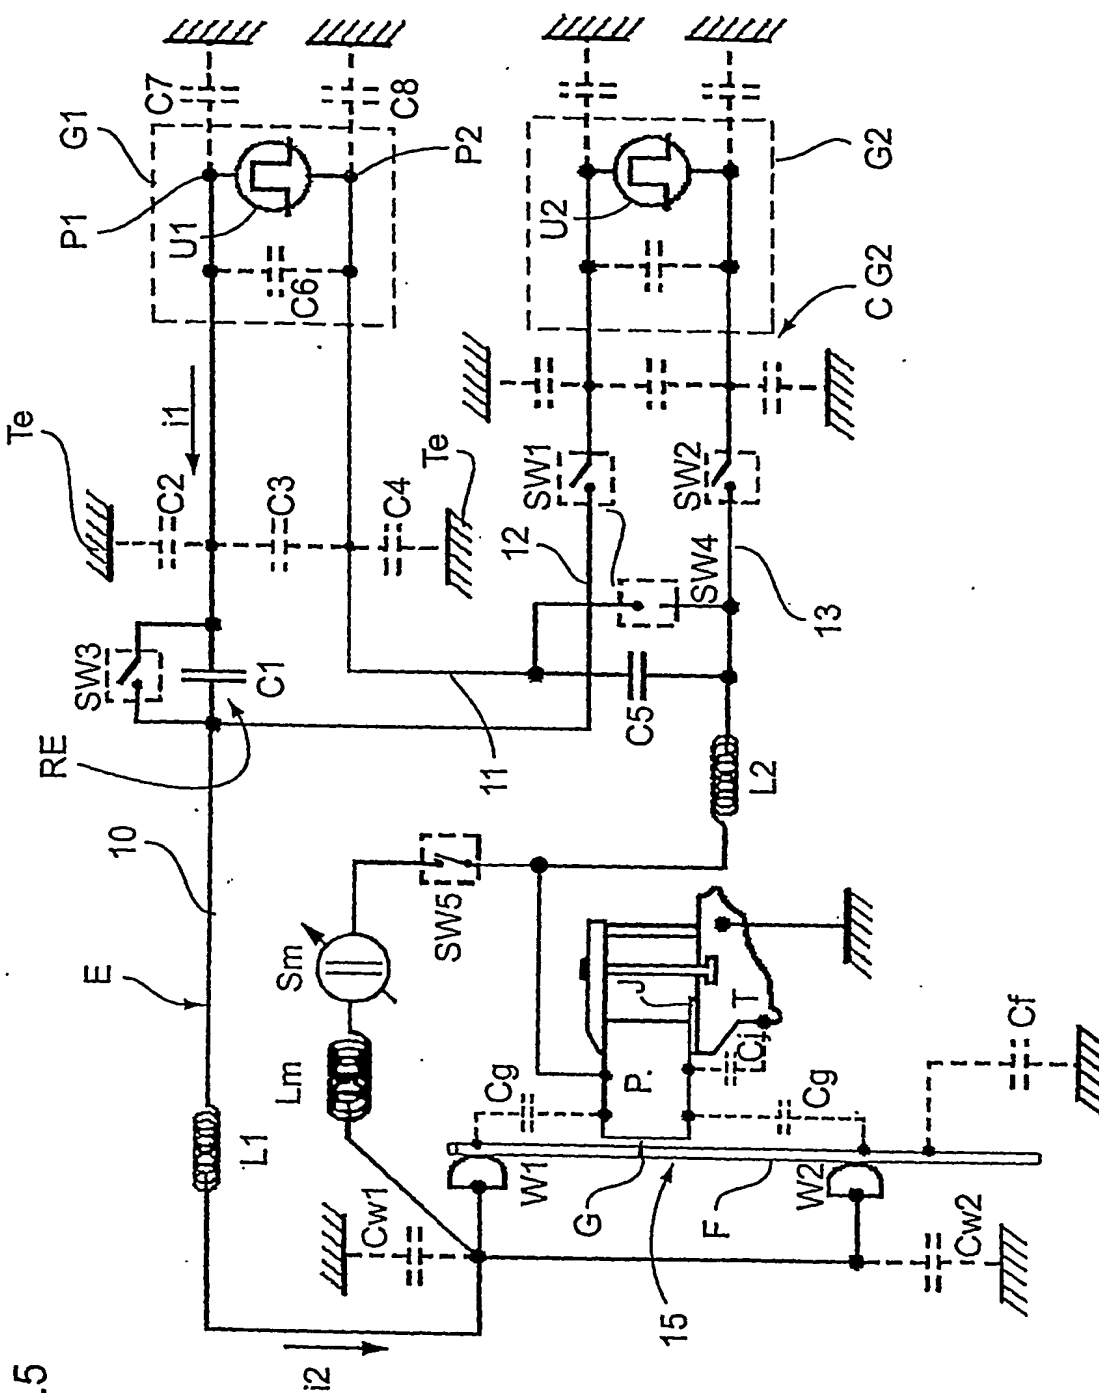 .5
G1
C7
C8
P1
P2
U1
C6
G2
U2
C G2
i1
Te
C2
C3
C4
Te
SW1
SW2
12
SW4
13
SW3
C1
RE
11
C5
L2
10
E
Sm
SW5
Lm
L1
J
T
P.
Cj
Cg
Cg
Cf
W1
W2
G
F
15
Cw1
Cw2
i2